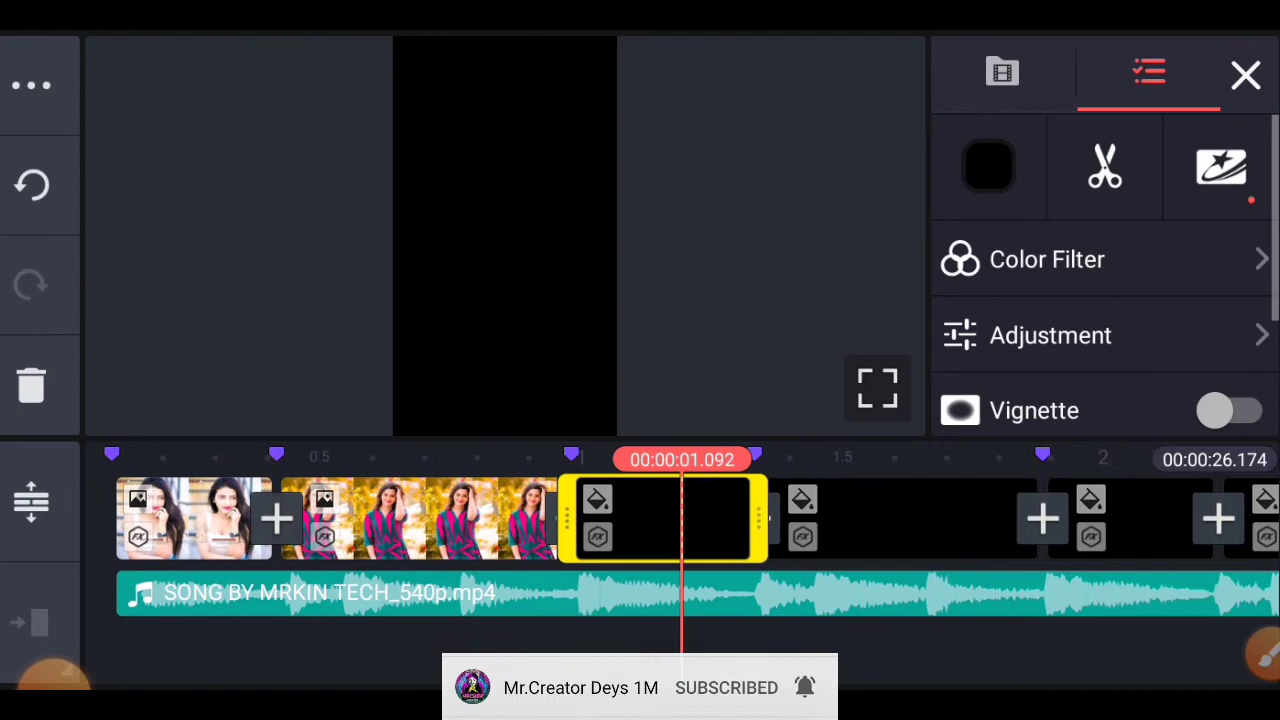 Color Filter
Adjustment
Vignette
0.5
1
00:00:01.092
1.5
2
00:00:26.174
SONG BY MRKIN TECH_540p.mp4
Mr.Creator Deys 1M SUBSCRIBED